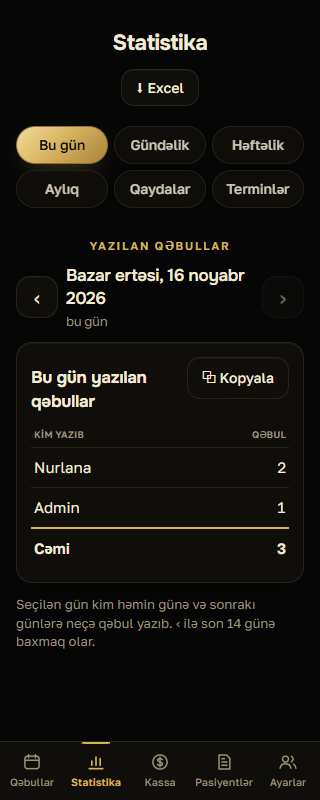 Statistika
⬇ Excel
Bu gün
Gündəlik
Həftəlik
Aylıq
Qaydalar
Terminlər
YAZILAN QƏBULLAR
‹
Bazar ertəsi, 16 noyabr
2026
›
bu gün
Bu gün yazılan
qəbullar
Kopyala
KİM YAZIB
QƏBUL
Nurlana 2
Admin 1
Cəmi 3
Seçilən gün kim həmin günə və sonrakı
günlərə neçə qəbul yazıb. ‹ ilə son 14 günə
baxmaq olar.
Qəbullar
Statistika
Kassa
Pasiyentlər
Ayarlar